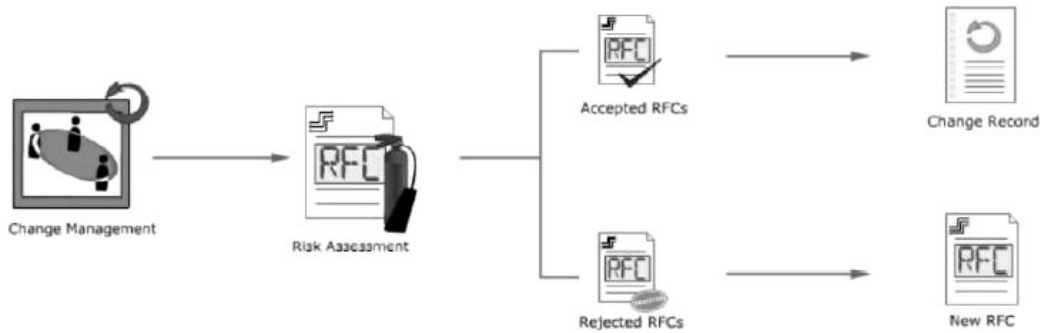 RFC
Accepted RFCs
Change Record
Change Management
RFC
Risk Assessment
RFC
Rejected RFCs
RFC
New RFC